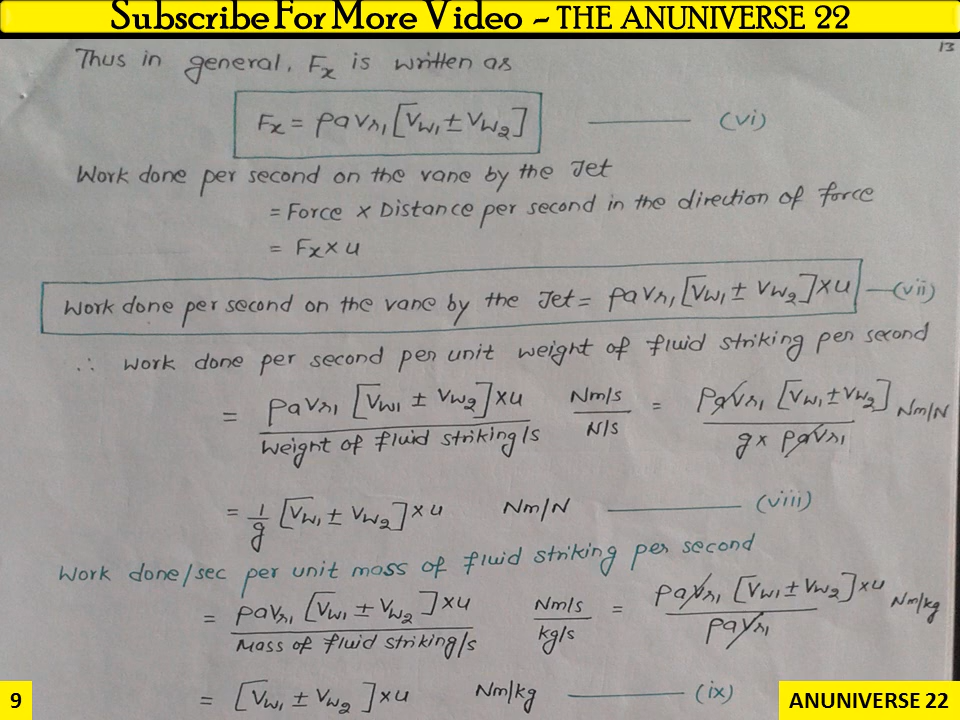 Subscribe For More Video - THE ANUNIVERSE 22
13
Thus in general, Fx is written as
Fx = ρaVr1 [Vw1 ± Vw2] —— (vi)
Work done per second on the vane by the Jet
= Force × Distance per second in the direction of force
= Fx × u
Work done per second on the vane by the Jet = ρaVr1 [Vw1 ± Vw2] × u — (vii)
∴ Work done per second per unit weight of fluid striking per second
= ρaVr1 [Vw1 ± Vw2] × u / Weight of fluid striking/s Nm/s / N/s = ρaVr1 [Vw1 ± Vw2] / g × ρaVr1 Nm/N
= 1/g [Vw1 ± Vw2] × u Nm/N —— (viii)
Work done/sec per unit mass of fluid striking per second
= ρaVr1 [Vw1 ± Vw2] × u / Mass of fluid striking/s Nm/s / kg/s = ρaVr1 [Vw1 ± Vw2] × u / ρaVr1 Nm/kg
= [Vw1 ± Vw2] × u Nm/kg —— (ix)
9
ANUNIVERSE 22